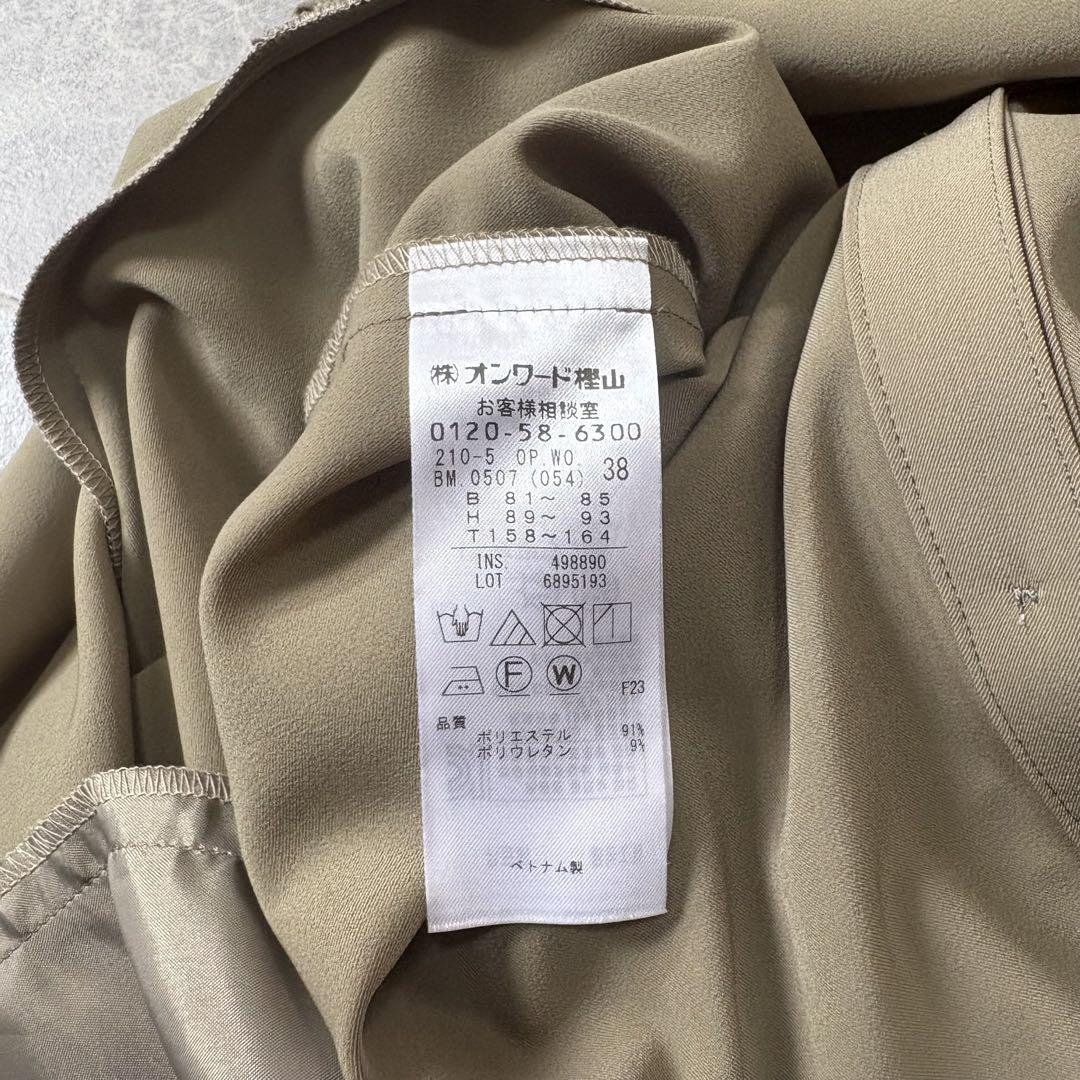 ㈱オンワード樫山
お客様相談室
0120-58-6300
210-5 OP.WO. 38
BM.0507(054)
B 81～ 85
H 89～ 93
T 158～164
INS. 498890
LOT 6895193
F W F23
品質
ポリエステル 91%
ポリウレタン 9%
ベトナム製